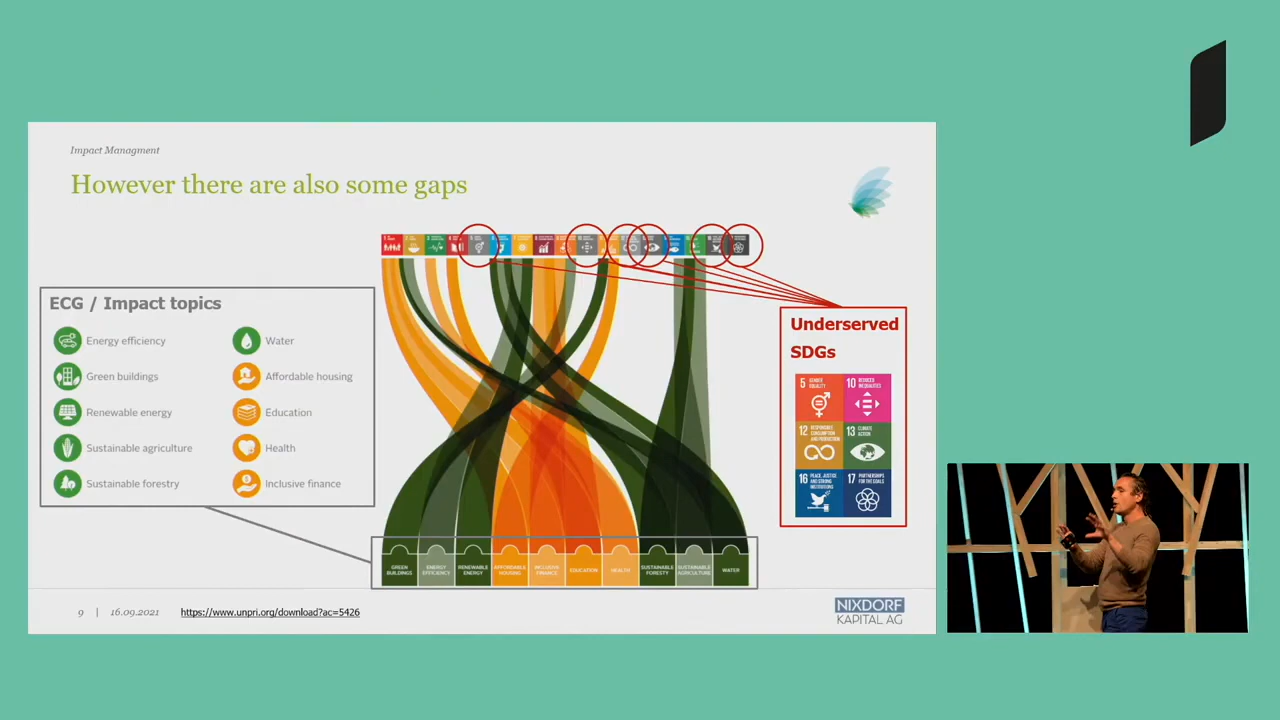 Impact Managment
However there are also some gaps
ECG / Impact topics
Energy efficiency
Green buildings
Renewable energy
Sustainable agriculture
Sustainable forestry
Water
Affordable housing
Education
Health
Inclusive finance
Underserved
SDGs
5 GENDER
EQUALITY
10 REDUCED
INEQUALITIES
12 RESPONSIBLE
CONSUMPTION
AND PRODUCTION
13 CLIMATE
ACTION
16 PEACE, JUSTICE
AND STRONG
INSTITUTIONS
17 PARTNERSHIPS
FOR THE GOALS
GREEN
BUILDINGS
ENERGY
EFFICIENCY
RENEWABLE
ENERGY
AFFORDABLE
HOUSING
INCLUSIVE
FINANCE
EDUCATION
HEALTH
SUSTAINABLE
FORESTRY
SUSTAINABLE
AGRICULTURE
WATER
9 | 16.09.2021 https://www.unpri.org/download?ac=5426
NIXDORF
KAPITAL AG